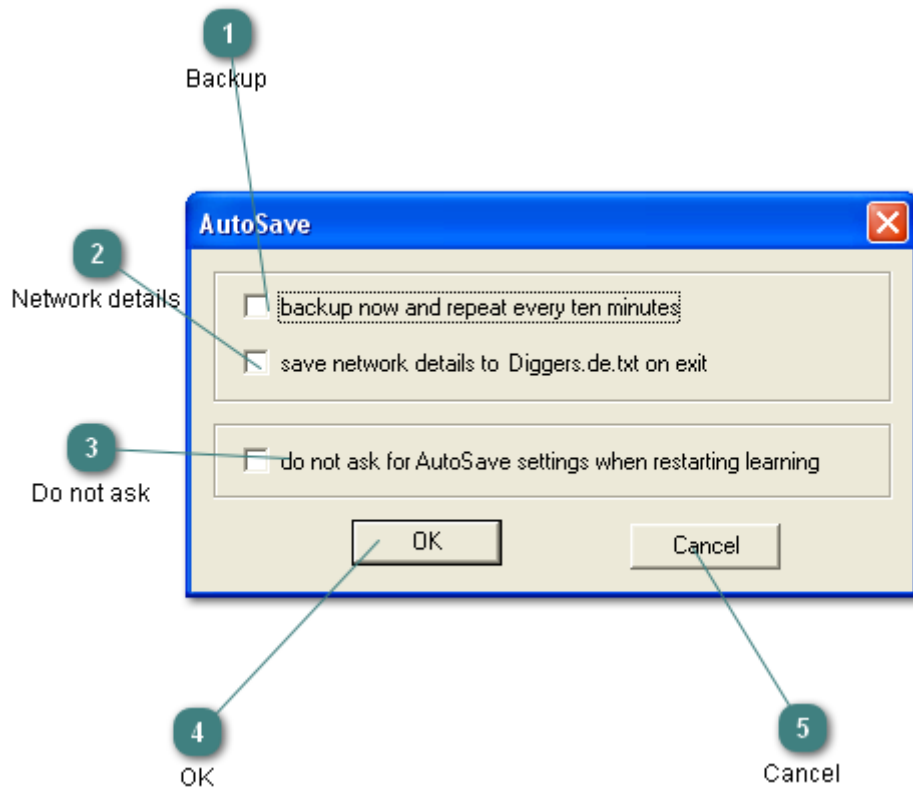 1
Backup
AutoSave
2
Network details
backup now and repeat every ten minutes
save network details to Diggers.de.txt on exit
3
Do not ask
do not ask for AutoSave settings when restarting learning
OK
Cancel
4
OK
5
Cancel